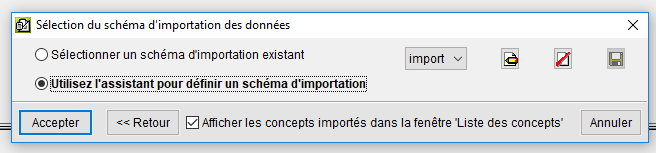 Sélection du schéma d'importation des données
Sélectionner un schéma d'importation existant
import
Utilisez l'assistant pour définir un schéma d'importation
Accepter
<< Retour
Afficher les concepts importés dans la fenêtre 'Liste des concepts'
Annuler